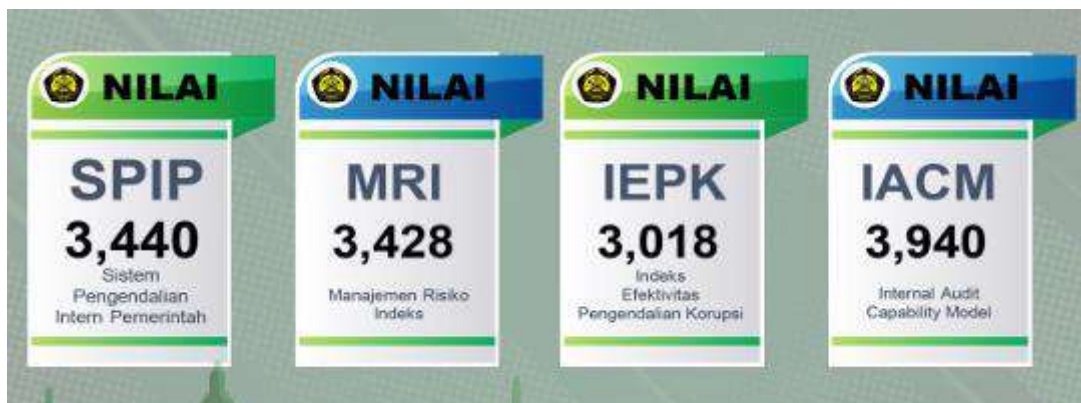 NILAI
SPIP
3,440
Sistem
Pengendalian
Intern Pemerintah
NILAI
MRI
3,428
Manajemen Risiko
Indeks
NILAI
IEPK
3,018
Indeks
Efektivitas
Pengendalian Korupsi
NILAI
IACM
3,940
Internal Audit
Capability Model